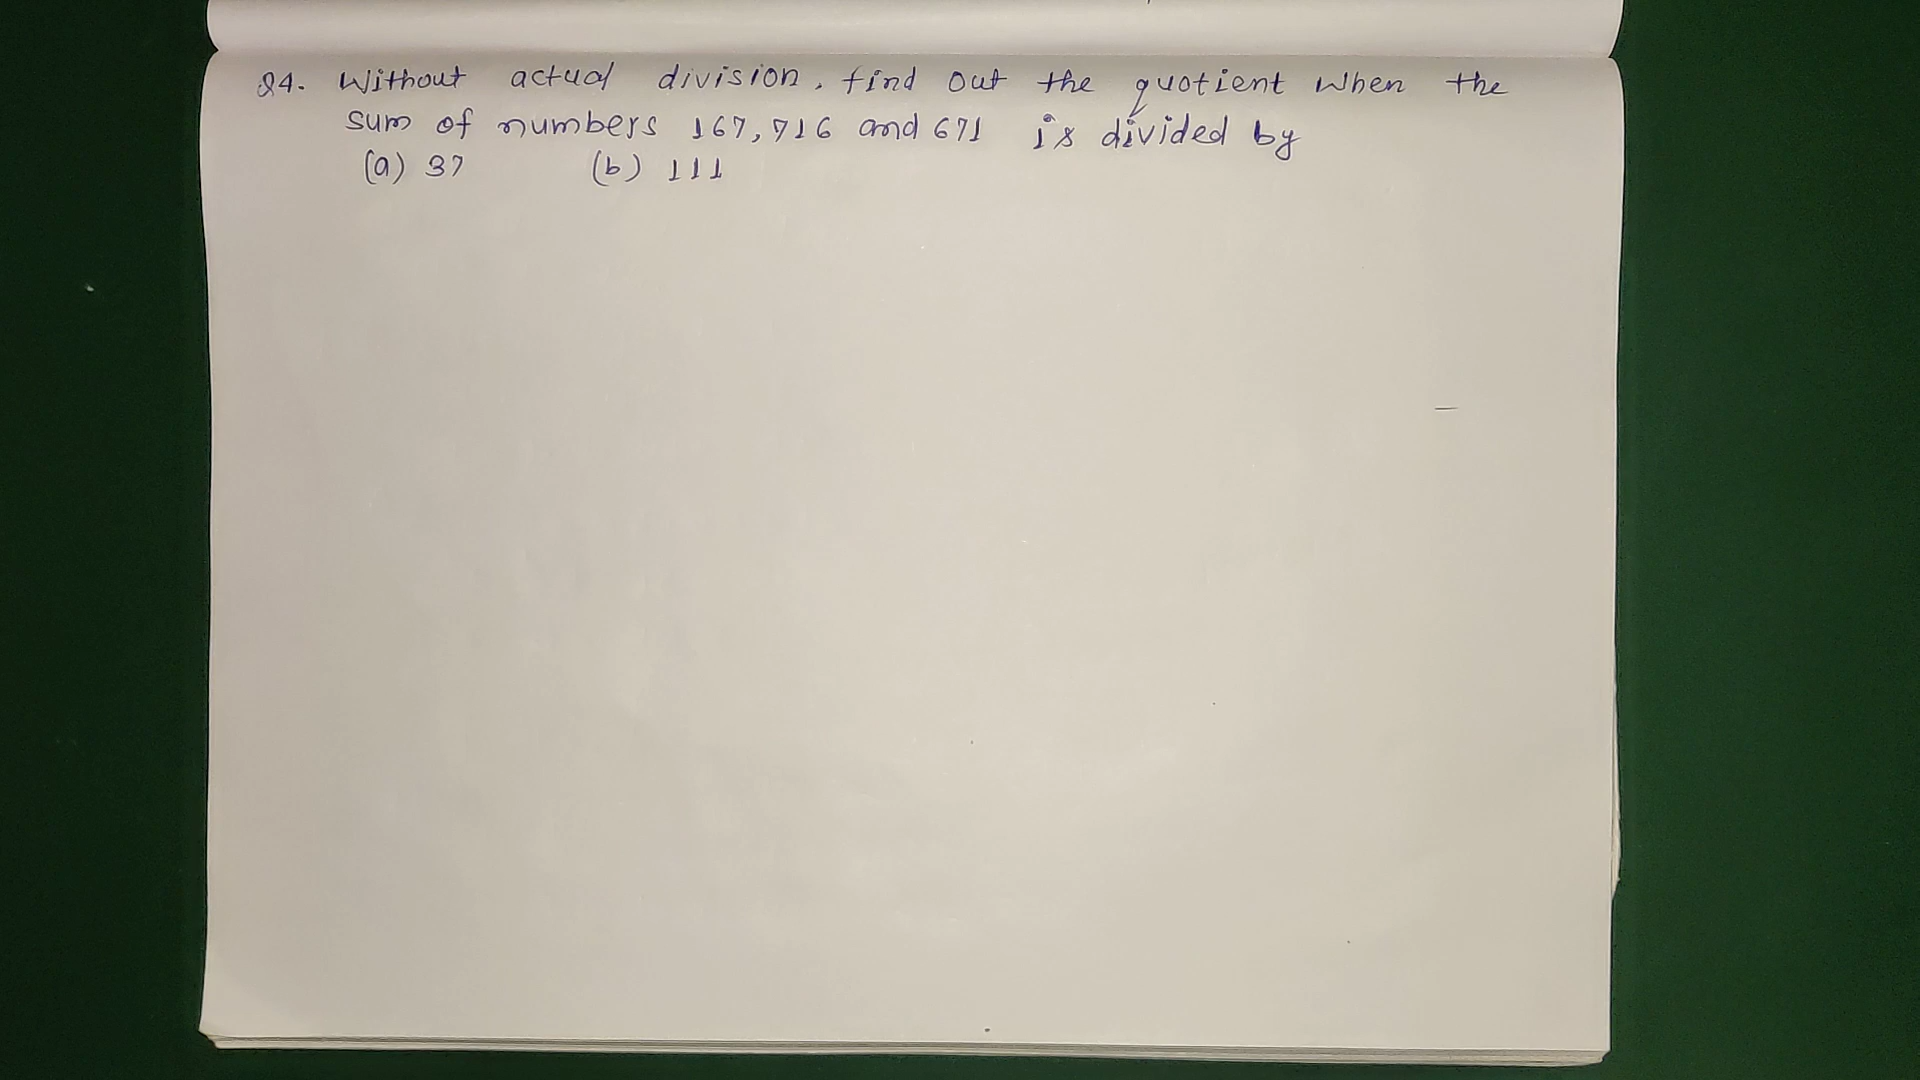 Q4. Without actual division, find out the quotient when the
sum of numbers 167, 716 and 671 is divided by
(a) 37 (b) 111